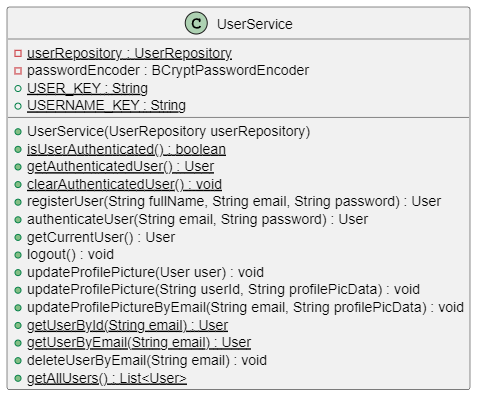 C UserService
userRepository : UserRepository
passwordEncoder : BCryptPasswordEncoder
USER_KEY : String
USERNAME_KEY : String
UserService(UserRepository userRepository)
isUserAuthenticated() : boolean
getAuthenticatedUser() : User
clearAuthenticatedUser() : void
registerUser(String fullName, String email, String password) : User
authenticateUser(String email, String password) : User
getCurrentUser() : User
logout() : void
updateProfilePicture(User user) : void
updateProfilePicture(String userId, String profilePicData) : void
updateProfilePictureByEmail(String email, String profilePicData) : void
getUserById(String email) : User
getUserByEmail(String email) : User
deleteUserByEmail(String email) : void
getAllUsers() : List<User>